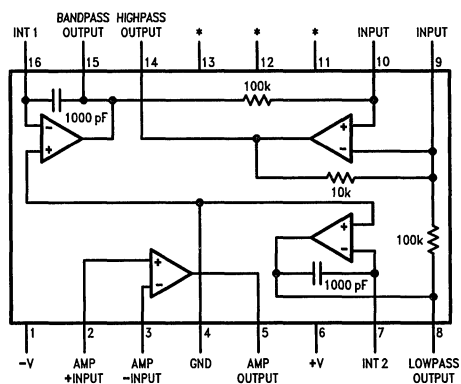 INT 1
BANDPASS OUTPUT
HIGHPASS OUTPUT
*
*
*
INPUT
INPUT
16 15 14 13 12 11 10 9
100k
1000 pF
-
+
+
-
10k
+
-
100k
+
-
1000 pF
1 2 3 4 5 6 7 8
-V
AMP +INPUT
AMP -INPUT
GND
AMP OUTPUT
+V
INT 2
LOWPASS OUTPUT